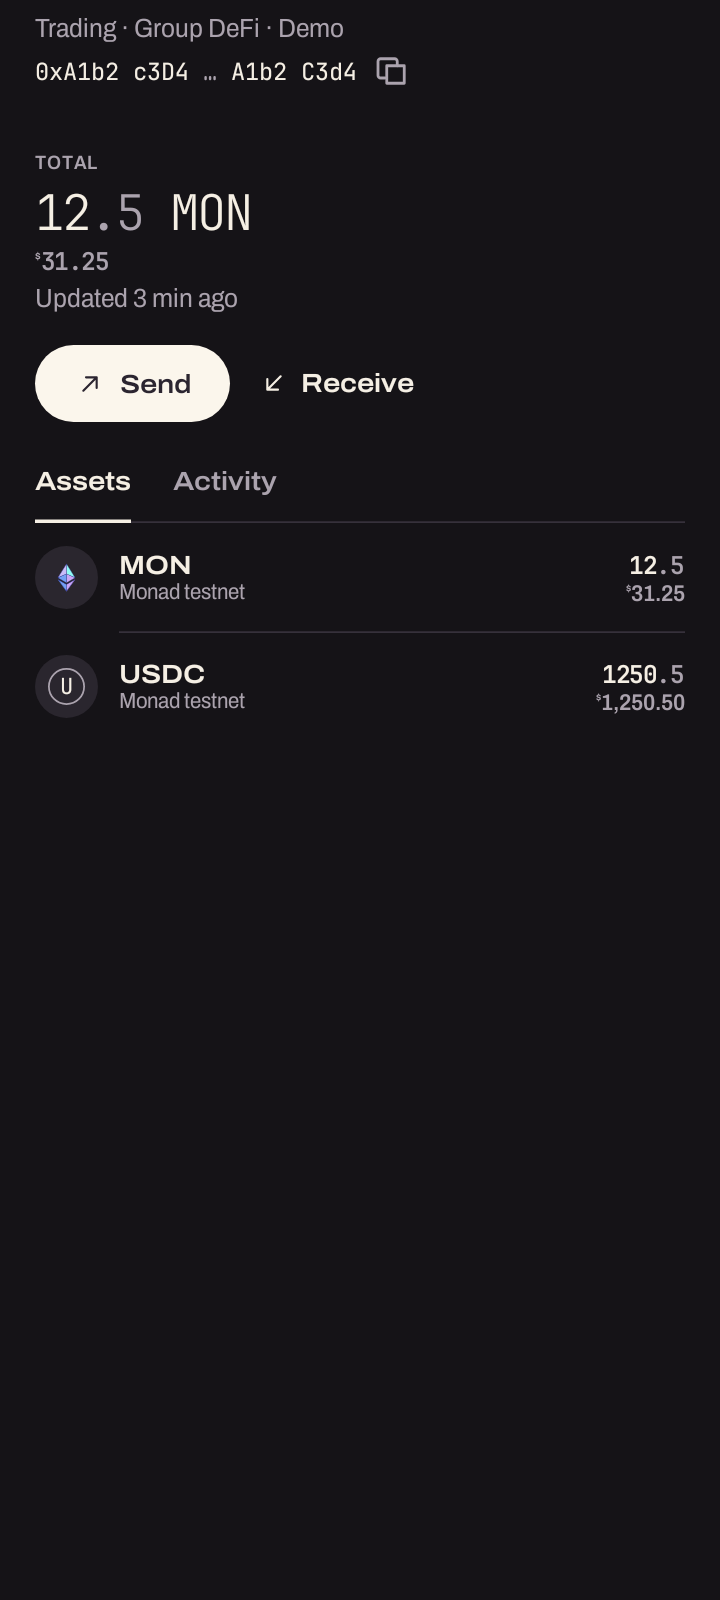 Trading · Group DeFi · Demo
0xA1b2 c3D4 … A1b2 C3d4
TOTAL
12.5 MON
$31.25
Updated 3 min ago
Send
Receive
Assets
Activity
MON
12.5
Monad testnet
$31.25
U
USDC
1250.5
Monad testnet
$1,250.50